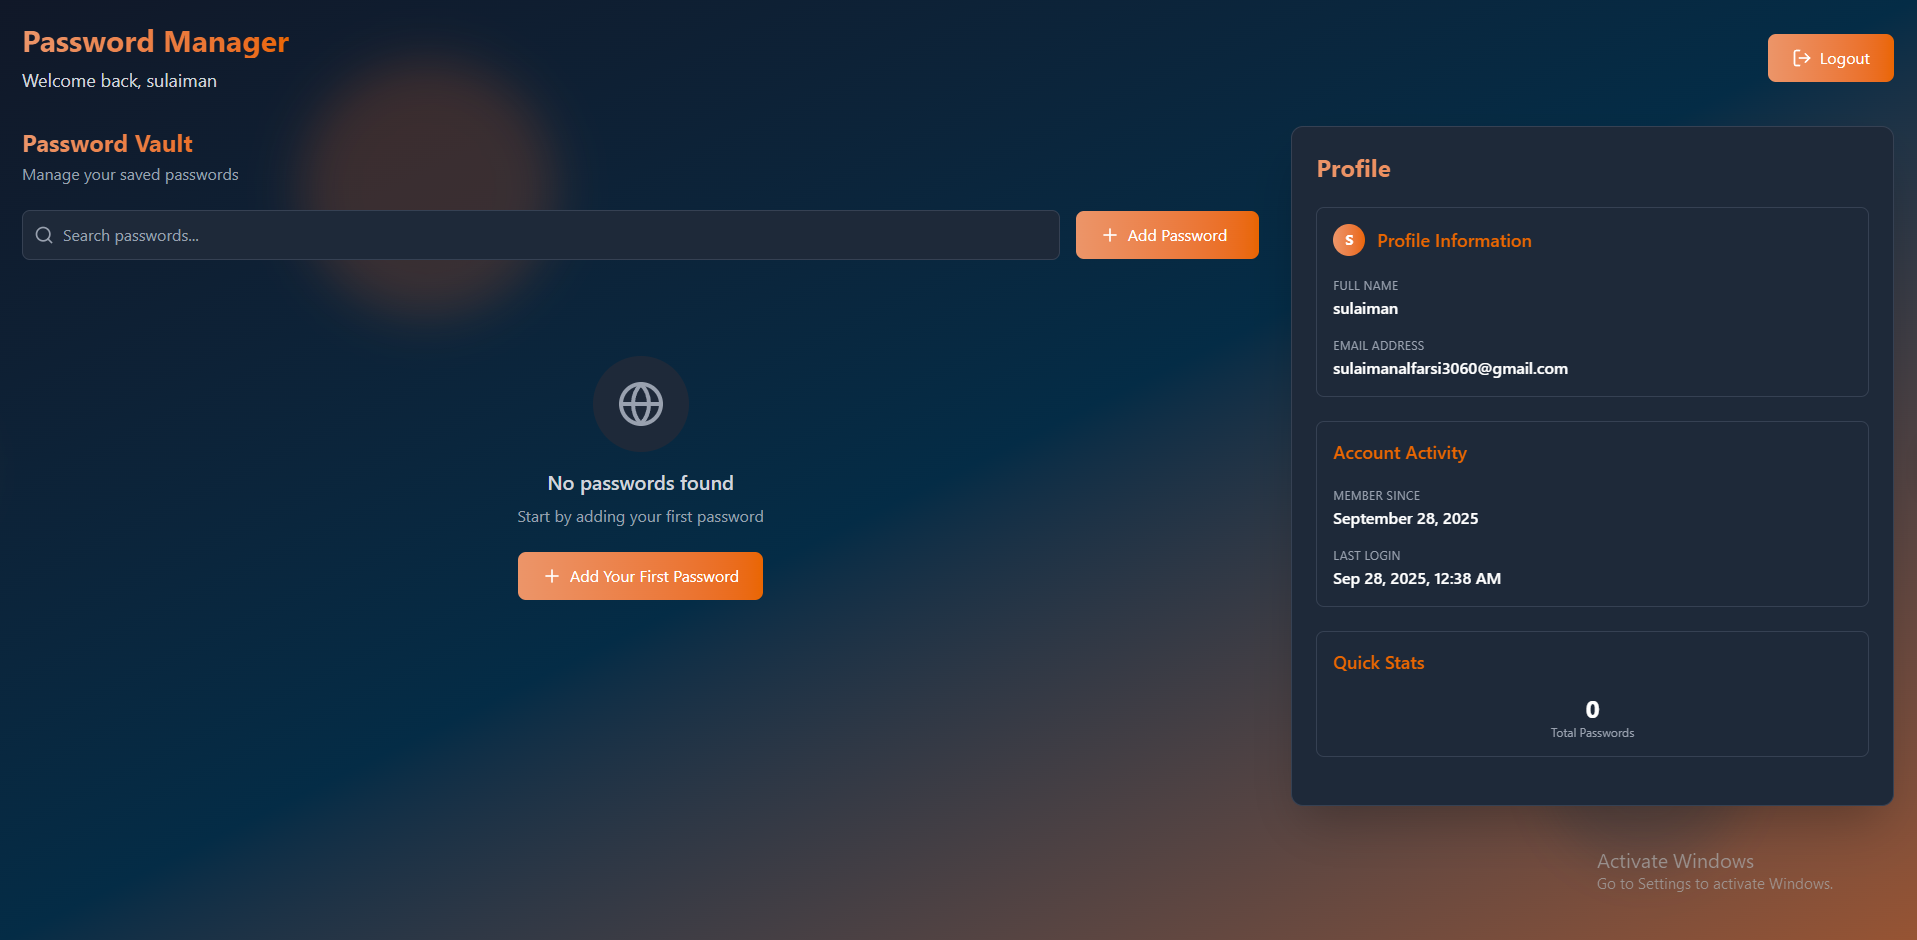 Password Manager
Welcome back, sulaiman
Logout
Password Vault
Manage your saved passwords
Search passwords...
Add Password
No passwords found
Start by adding your first password
Add Your First Password
Profile
S
Profile Information
FULL NAME
sulaiman
EMAIL ADDRESS
sulaimanalfarsi3060@gmail.com
Account Activity
MEMBER SINCE
September 28, 2025
LAST LOGIN
Sep 28, 2025, 12:38 AM
Quick Stats
0
Total Passwords
Activate Windows
Go to Settings to activate Windows.